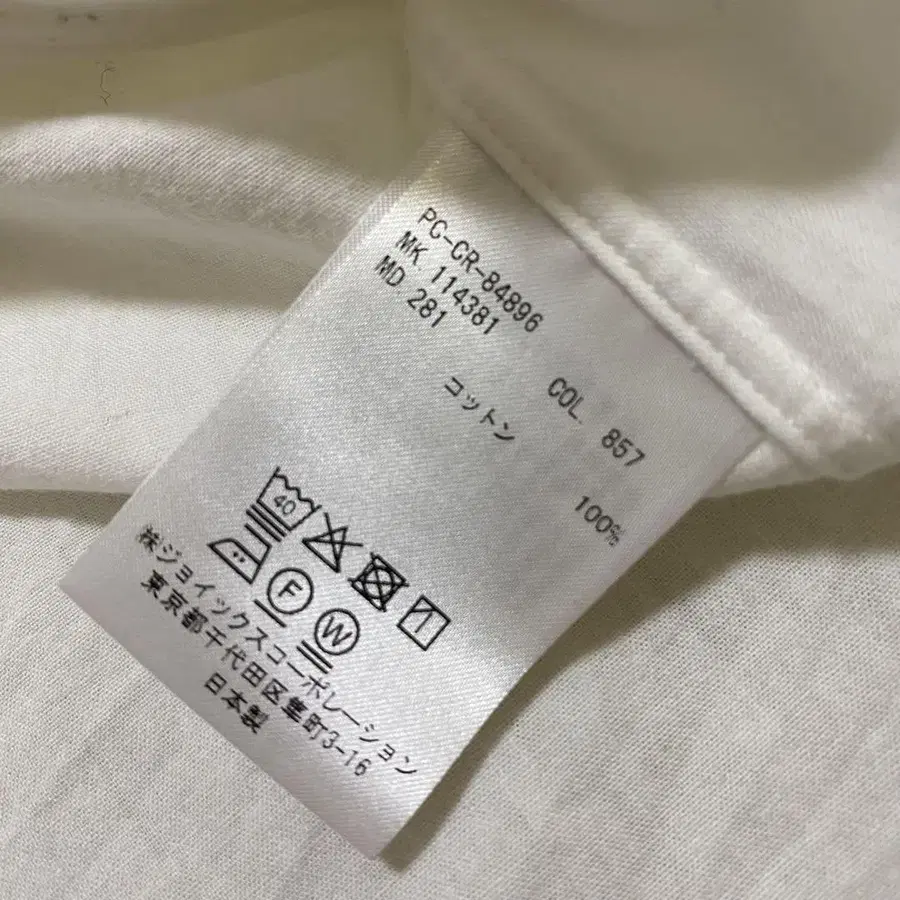 PC-CR-84896
MK. 114381 COL. 857
MD 281
コットン 100%
40
F W
㈱ジョイックスコーポレーション
東京都千代田区隼町3-16
日本製